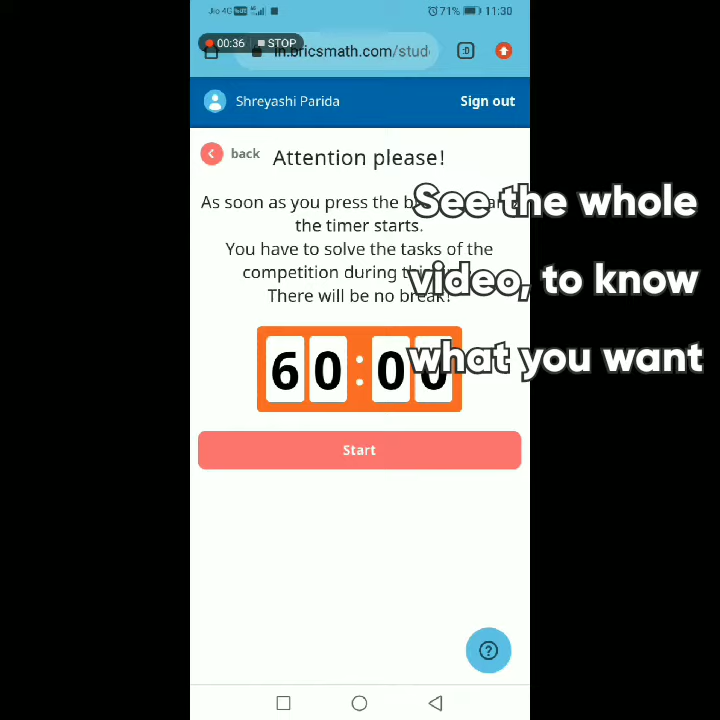 Jio 4G 71% 11:30
00:36 STOP
in.bricsmath.com/stud
:D
Shreyashi Parida
Sign out
back
Attention please!
As soon as you press the
the timer starts.
You have to solve the tasks of the
competition during
There will be no break!
60:00
See the whole
video, to know
what you want
Start
?